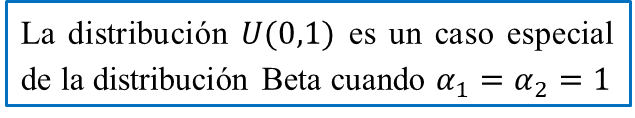 La distribución 𝑈(0,1) es un caso especial
de la distribución Beta cuando 𝛼₁ = 𝛼₂ = 1